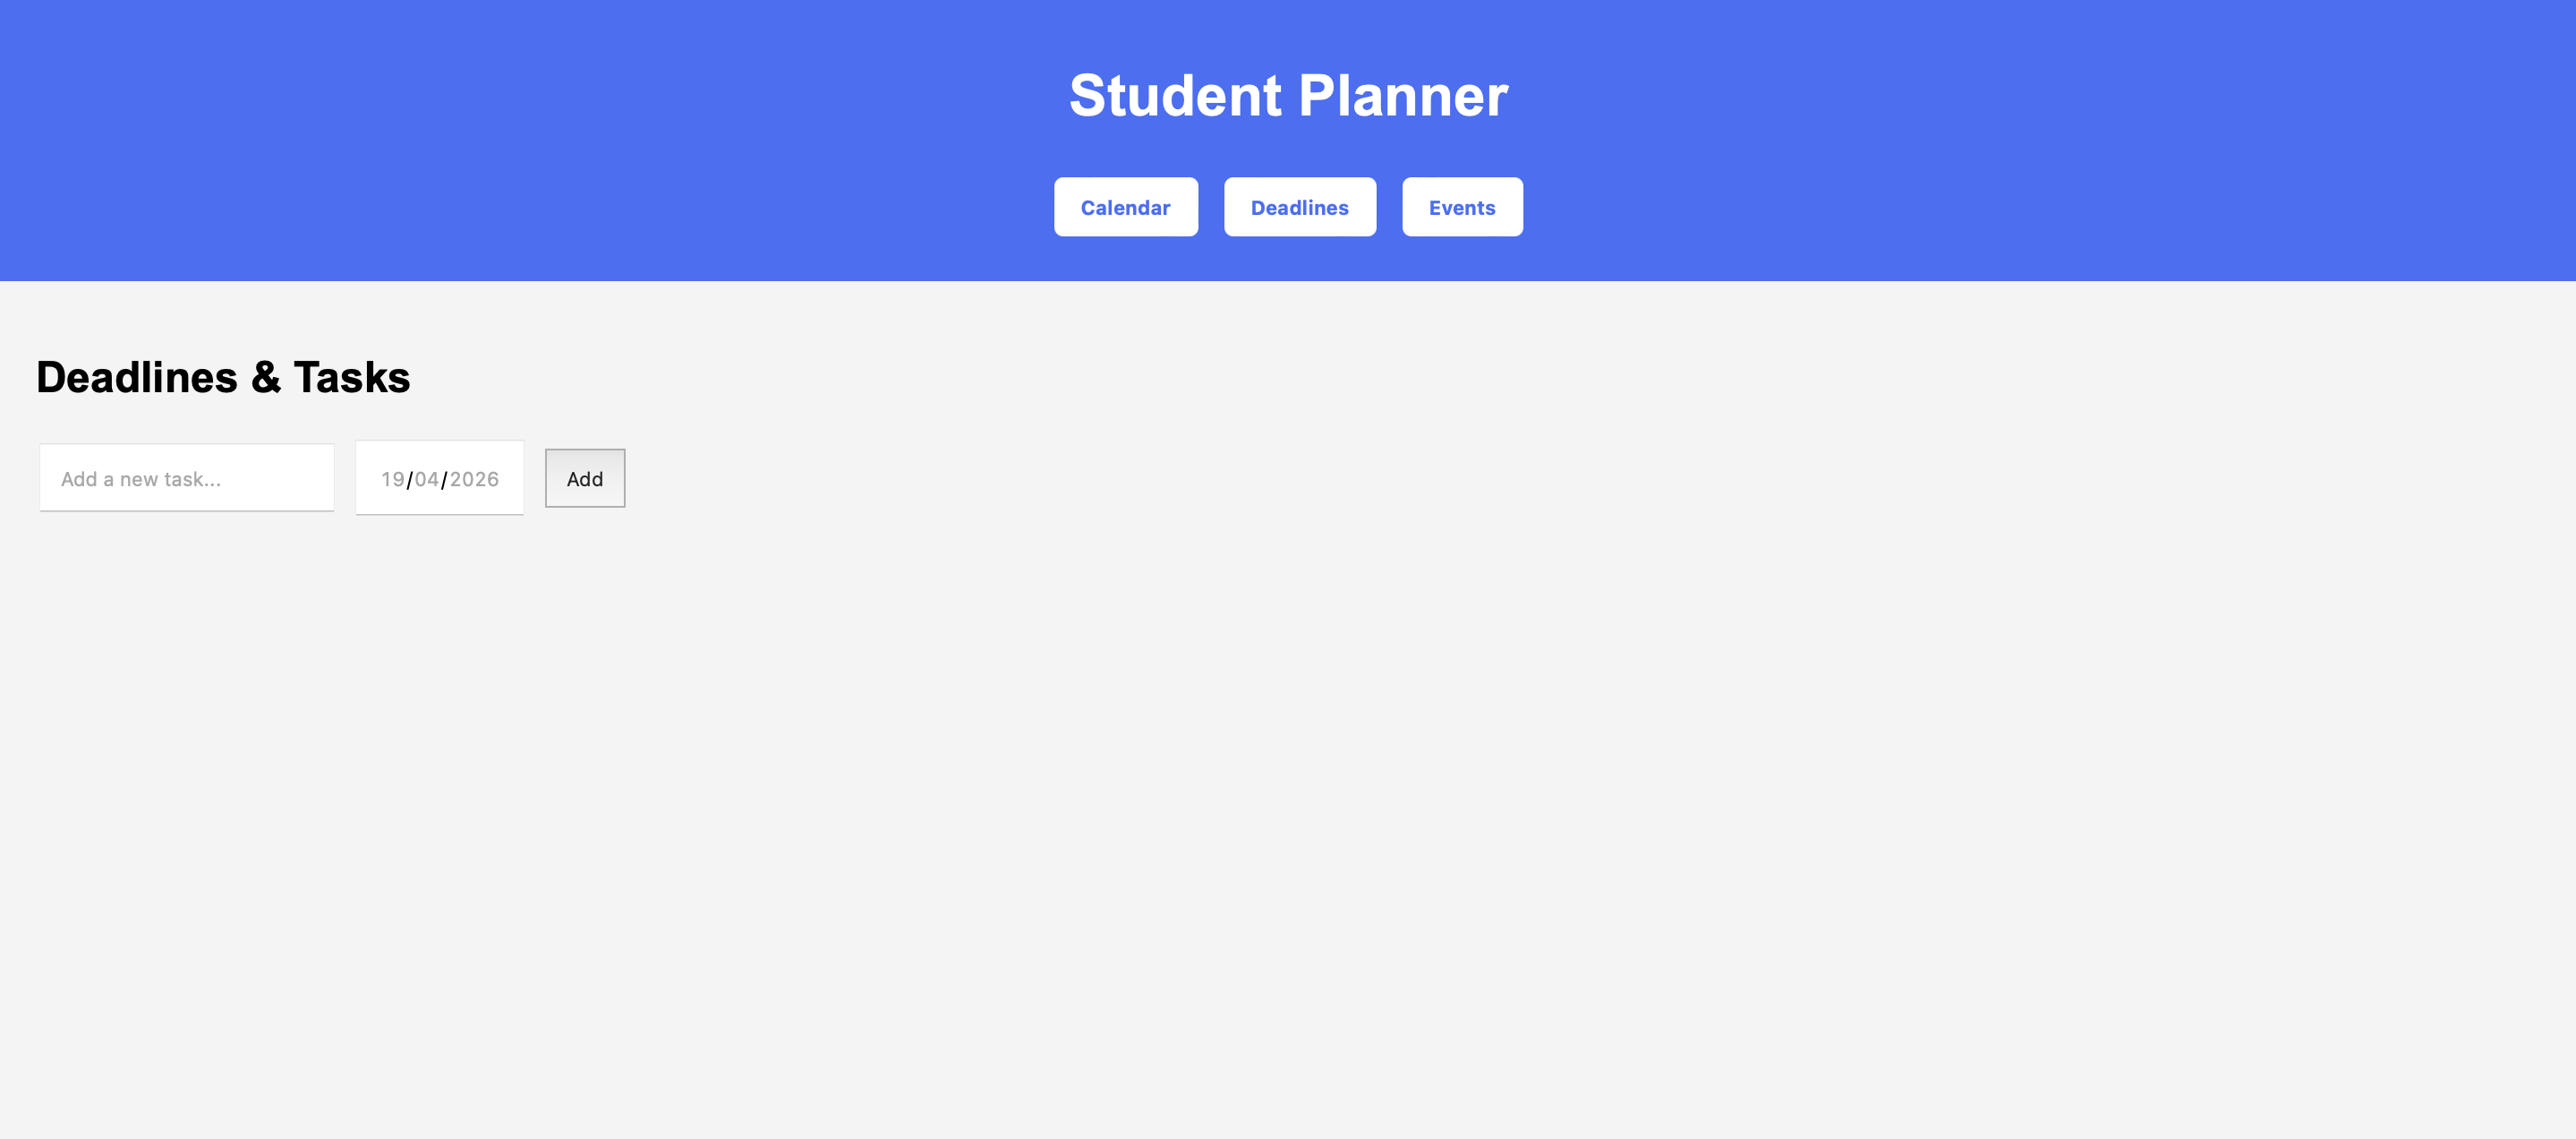 Student Planner
Calendar Deadlines Events
Deadlines & Tasks
Add a new task... 19/04/2026 Add